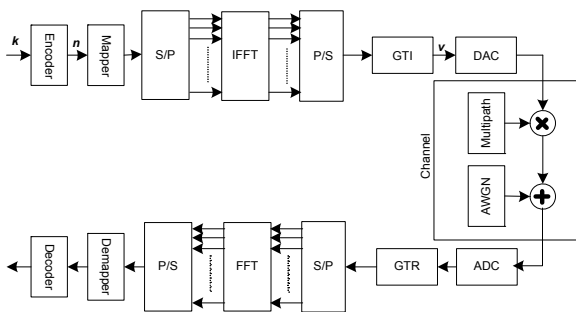 k
Encoder
n
Mapper
S/P
IFFT
P/S
GTI
v
DAC
Channel
Multipath
AWGN
Decoder
Demapper
P/S
FFT
S/P
GTR
ADC